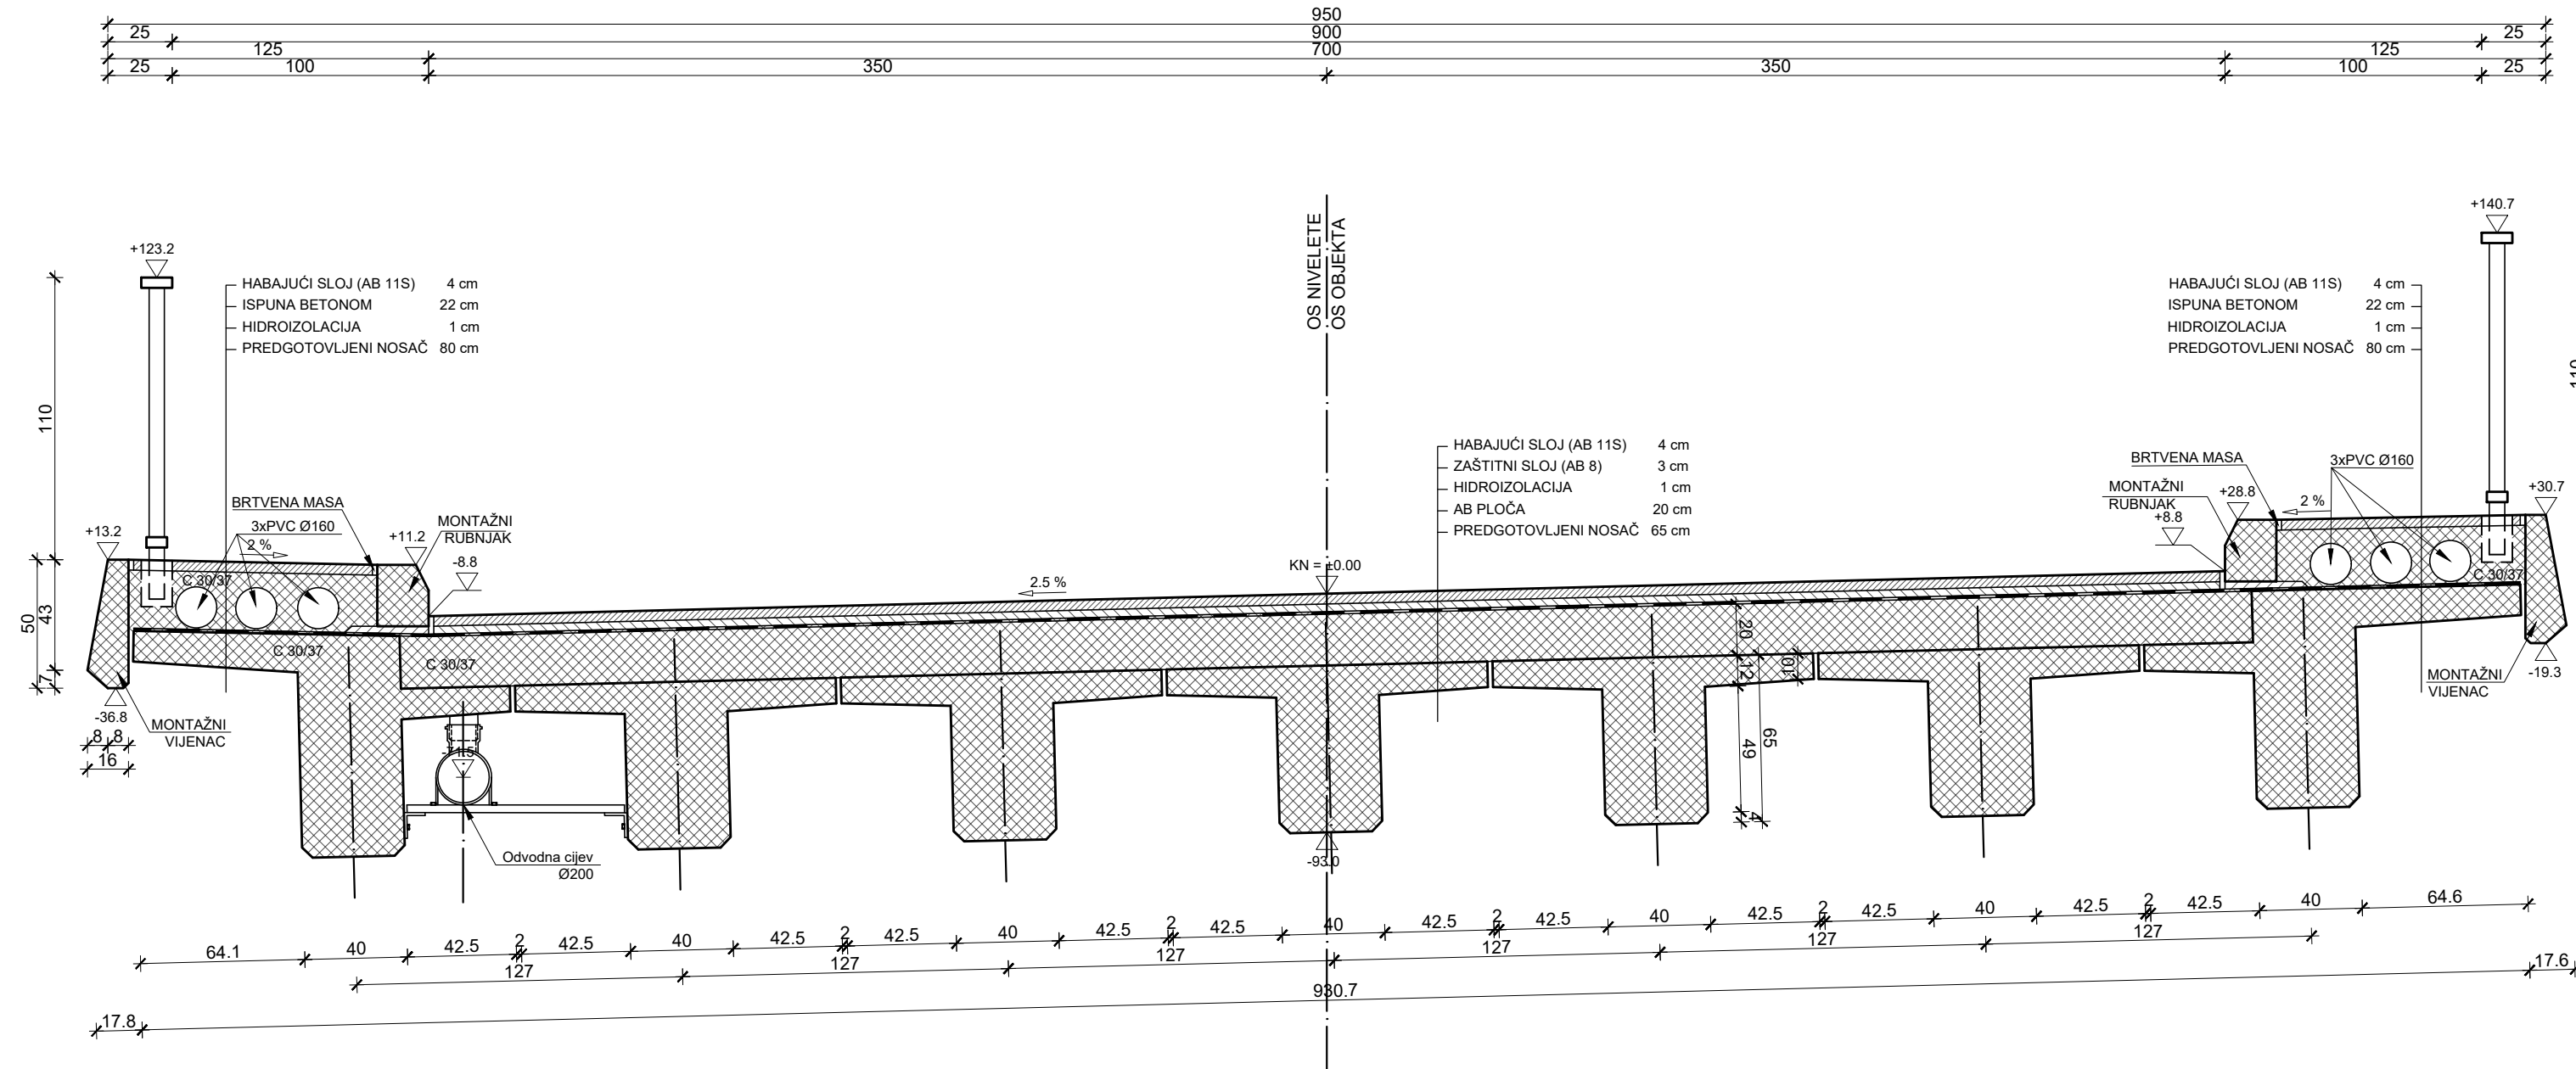 950
25 900 25
125 700 125
25 100 350 350 100 25
OS NIVELETE
OS OBJEKTA
+123.2
+140.7
HABAJUĆI SLOJ (AB 11S) 4 cm
ISPUNA BETONOM 22 cm
HIDROIZOLACIJA 1 cm
PREDGOTOVLJENI NOSAČ 80 cm
HABAJUĆI SLOJ (AB 11S) 4 cm
ISPUNA BETONOM 22 cm
HIDROIZOLACIJA 1 cm
PREDGOTOVLJENI NOSAČ 80 cm
110
110
HABAJUĆI SLOJ (AB 11S) 4 cm
ZAŠTITNI SLOJ (AB 8) 3 cm
HIDROIZOLACIJA 1 cm
AB PLOČA 20 cm
PREDGOTOVLJENI NOSAČ 65 cm
BRTVENA MASA
3xPVC Ø160
2 %
+13.2
+11.2
MONTAŽNI
RUBNJAK
-8.8
C 30/37
C 30/37
C 30/37
2.5 %
KN = ±0.00
BRTVENA MASA
3xPVC Ø160
MONTAŽNI
RUBNJAK
+28.8
+8.8
2 %
+30.7
C 30/37
50
43
7
-36.8
MONTAŽNI
VIJENAC
8 8
16
-71.5
Odvodna cijev
Ø200
20
12
10
49
65
4
-93.0
MONTAŽNI
VIJENAC
-19.3
64.1 40 42.5 2 42.5 40 42.5 2 42.5 40 42.5 2 42.5 40 42.5 2 42.5 40 42.5 2 42.5 40 42.5 2 42.5 40 64.6
127 127 127 127 127 127
17.8 930.7 17.6